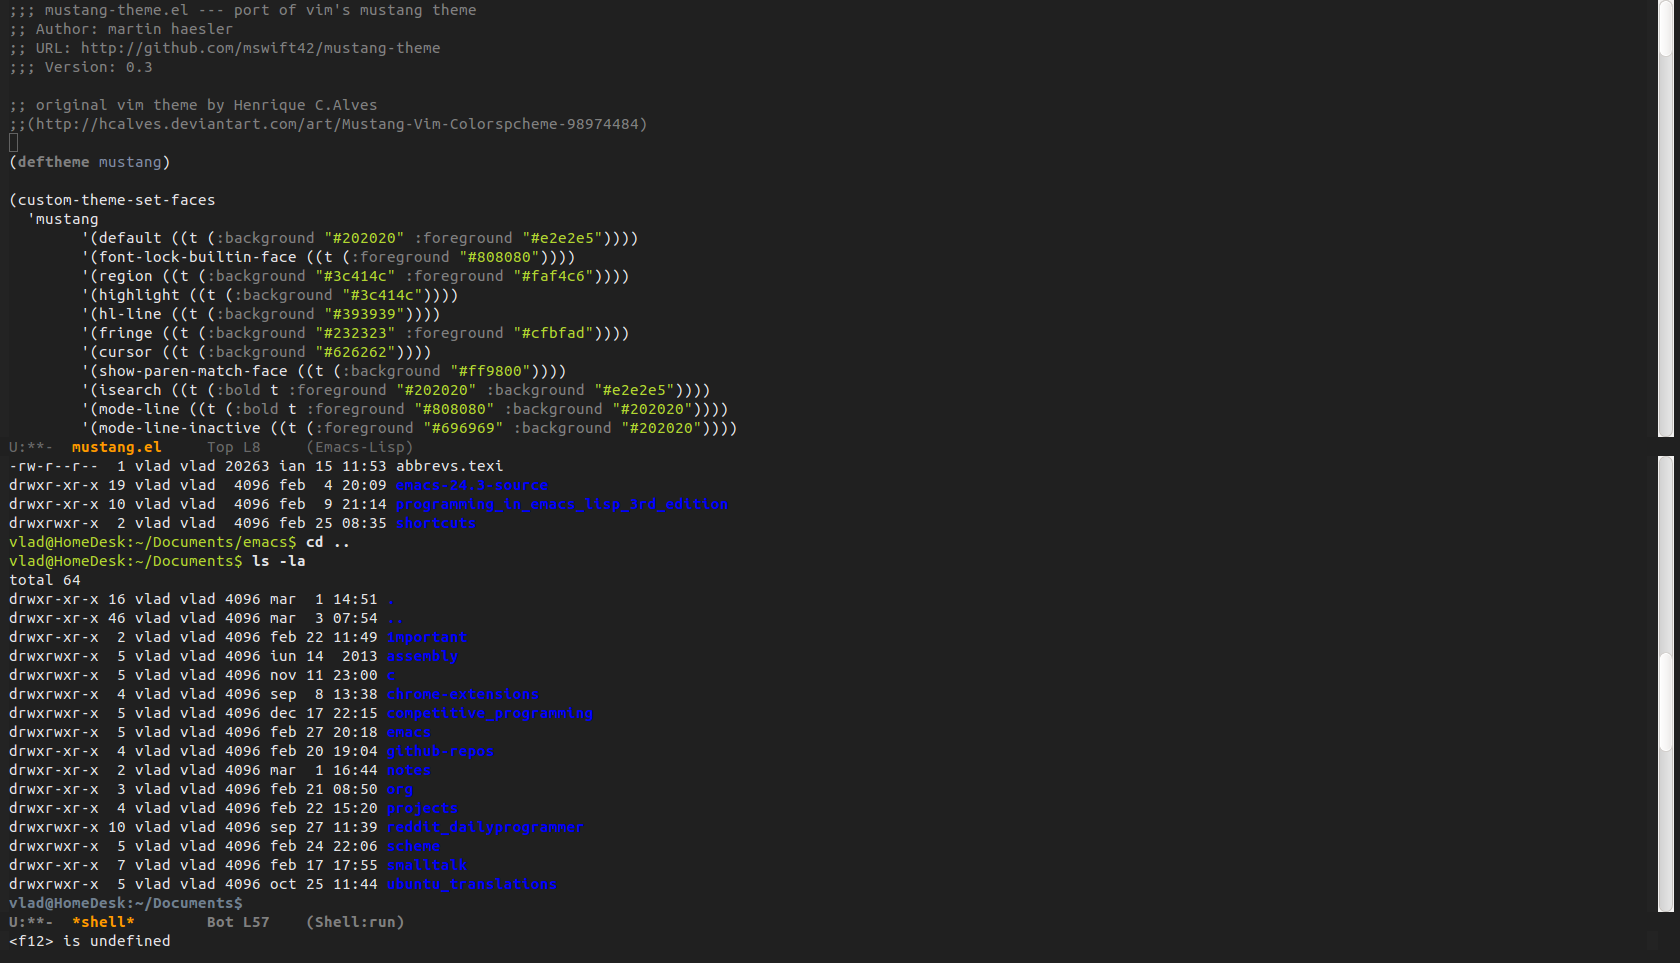 ;;; mustang-theme.el --- port of vim's mustang theme
;; Author: martin haesler
;; URL: http://github.com/mswift42/mustang-theme
;;; Version: 0.3
;; original vim theme by Henrique C.Alves
;;(http://hcalves.deviantart.com/art/Mustang-Vim-Colorspcheme-98974484)
(deftheme mustang)
(custom-theme-set-faces
  'mustang
        '(default ((t (:background "#202020" :foreground "#e2e2e5"))))
        '(font-lock-builtin-face ((t (:foreground "#808080"))))
        '(region ((t (:background "#3c414c" :foreground "#faf4c6"))))
        '(highlight ((t (:background "#3c414c"))))
        '(hl-line ((t (:background "#393939"))))
        '(fringe ((t (:background "#232323" :foreground "#cfbfad"))))
        '(cursor ((t (:background "#626262"))))
        '(show-paren-match-face ((t (:background "#ff9800"))))
        '(isearch ((t (:bold t :foreground "#202020" :background "#e2e2e5"))))
        '(mode-line ((t (:bold t :foreground "#808080" :background "#202020"))))
        '(mode-line-inactive ((t (:foreground "#696969" :background "#202020"))))
U:**-  mustang.el     Top L8     (Emacs-Lisp)
-rw-r--r--  1 vlad vlad 20263 ian 15 11:53 abbrevs.texi
drwxr-xr-x 19 vlad vlad  4096 feb  4 20:09 emacs-24.3-source
drwxr-xr-x 10 vlad vlad  4096 feb  9 21:14 programming_in_emacs_lisp_3rd_edition
drwxrwxr-x  2 vlad vlad  4096 feb 25 08:35 shortcuts
vlad@HomeDesk:~/Documents/emacs$ cd ..
vlad@HomeDesk:~/Documents$ ls -la
total 64
drwxr-xr-x 16 vlad vlad 4096 mar  1 14:51 .
drwxr-xr-x 46 vlad vlad 4096 mar  3 07:54 ..
drwxr-xr-x  2 vlad vlad 4096 feb 22 11:49 1mportant
drwxrwxr-x  5 vlad vlad 4096 iun 14  2013 assembly
drwxrwxr-x  5 vlad vlad 4096 nov 11 23:00 c
drwxrwxr-x  4 vlad vlad 4096 sep  8 13:38 chrome-extensions
drwxrwxr-x  5 vlad vlad 4096 dec 17 22:15 competitive_programming
drwxrwxr-x  5 vlad vlad 4096 feb 27 20:18 emacs
drwxr-xr-x  4 vlad vlad 4096 feb 20 19:04 github-repos
drwxr-xr-x  2 vlad vlad 4096 mar  1 16:44 notes
drwxr-xr-x  3 vlad vlad 4096 feb 21 08:50 org
drwxr-xr-x  4 vlad vlad 4096 feb 22 15:20 projects
drwxrwxr-x 10 vlad vlad 4096 sep 27 11:39 reddit_dailyprogrammer
drwxrwxr-x  5 vlad vlad 4096 feb 24 22:06 scheme
drwxr-xr-x  7 vlad vlad 4096 feb 17 17:55 smalltalk
drwxrwxr-x  5 vlad vlad 4096 oct 25 11:44 ubuntu_translations
vlad@HomeDesk:~/Documents$
U:**-  *shell*        Bot L57    (Shell:run)
<f12> is undefined